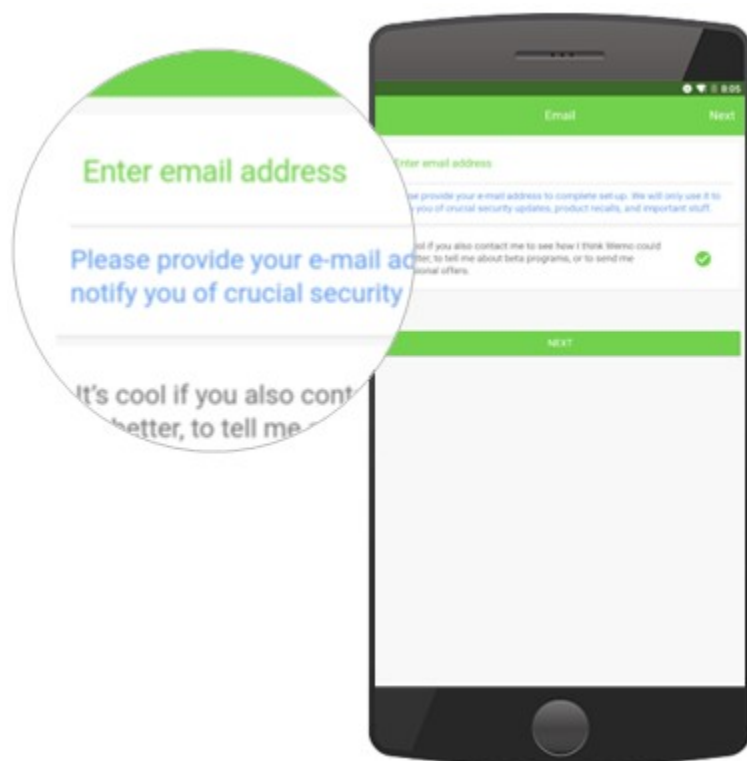 Enter email address
Please provide your e-mail ad
notify you of crucial security
It's cool if you also cont
better, to tell me
8:05
Email Next
Enter email address
provide your e-mail address to complete set-up. We will only use it to
you of crucial security updates, product recalls, and important stuff.
if you also contact me to see how I think Wemo could
to tell me about beta programs, or to send me
offers.
NEXT